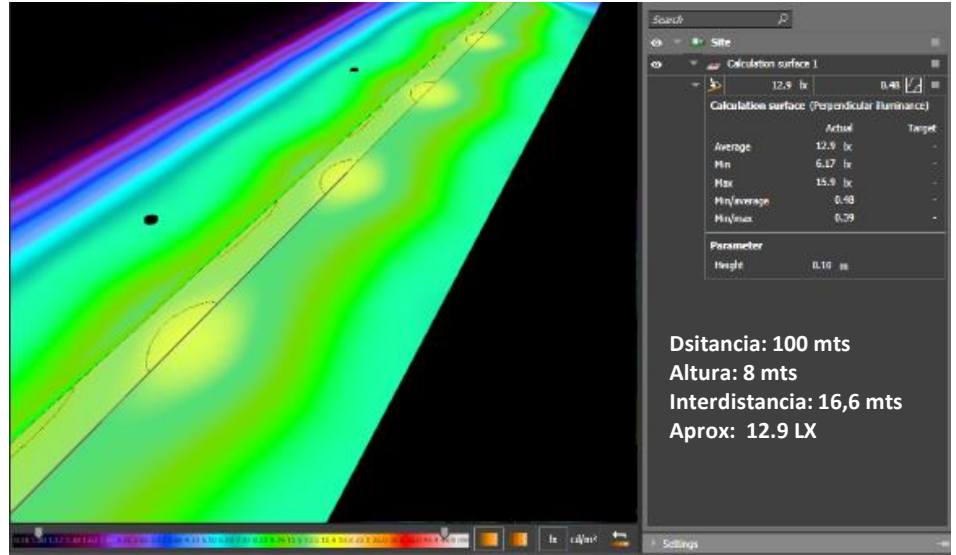 Search
Site
Calculation surface 1
12.9 lx 0.48
Calculation surface (Perpendicular illuminance)
Actual Target
Average 12.9 lx -
Min 6.17 lx -
Max 15.9 lx -
Min/average 0.48 -
Min/max 0.39 -
Parameter
Height 0.10 m
Dsitancia: 100 mts
Altura: 8 mts
Interdistancia: 16,6 mts
Aprox: 12.9 LX
lx cd/m²
Settings